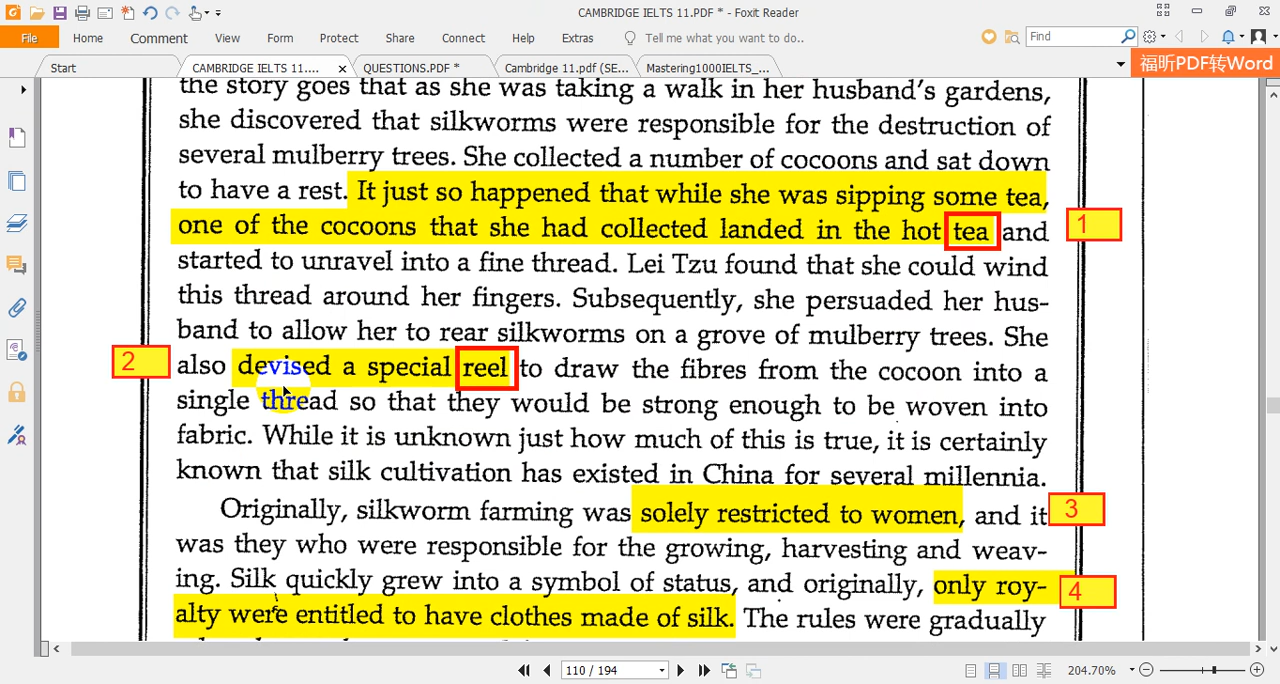 CAMBRIDGE IELTS 11.PDF * - Foxit Reader
File Home Comment View Form Protect Share Connect Help Extras Tell me what you want to do.. Find
Start CAMBRIDGE IELTS 11.... QUESTIONS.PDF * Cambridge 11.pdf (SE... Mastering1000IELTS_... 福昕PDF转Word
the story goes that as she was taking a walk in her husband's gardens,
she discovered that silkworms were responsible for the destruction of
several mulberry trees. She collected a number of cocoons and sat down
to have a rest. It just so happened that while she was sipping some tea,
one of the cocoons that she had collected landed in the hot tea and 1
started to unravel into a fine thread. Lei Tzu found that she could wind
this thread around her fingers. Subsequently, she persuaded her hus-
band to allow her to rear silkworms on a grove of mulberry trees. She
2 also devised a special reel to draw the fibres from the cocoon into a
single thread so that they would be strong enough to be woven into
fabric. While it is unknown just how much of this is true, it is certainly
known that silk cultivation has existed in China for several millennia.
Originally, silkworm farming was solely restricted to women, and it 3
was they who were responsible for the growing, harvesting and weav-
ing. Silk quickly grew into a symbol of status, and originally, only roy- 4
alty were entitled to have clothes made of silk. The rules were gradually
110 / 194 204.70%